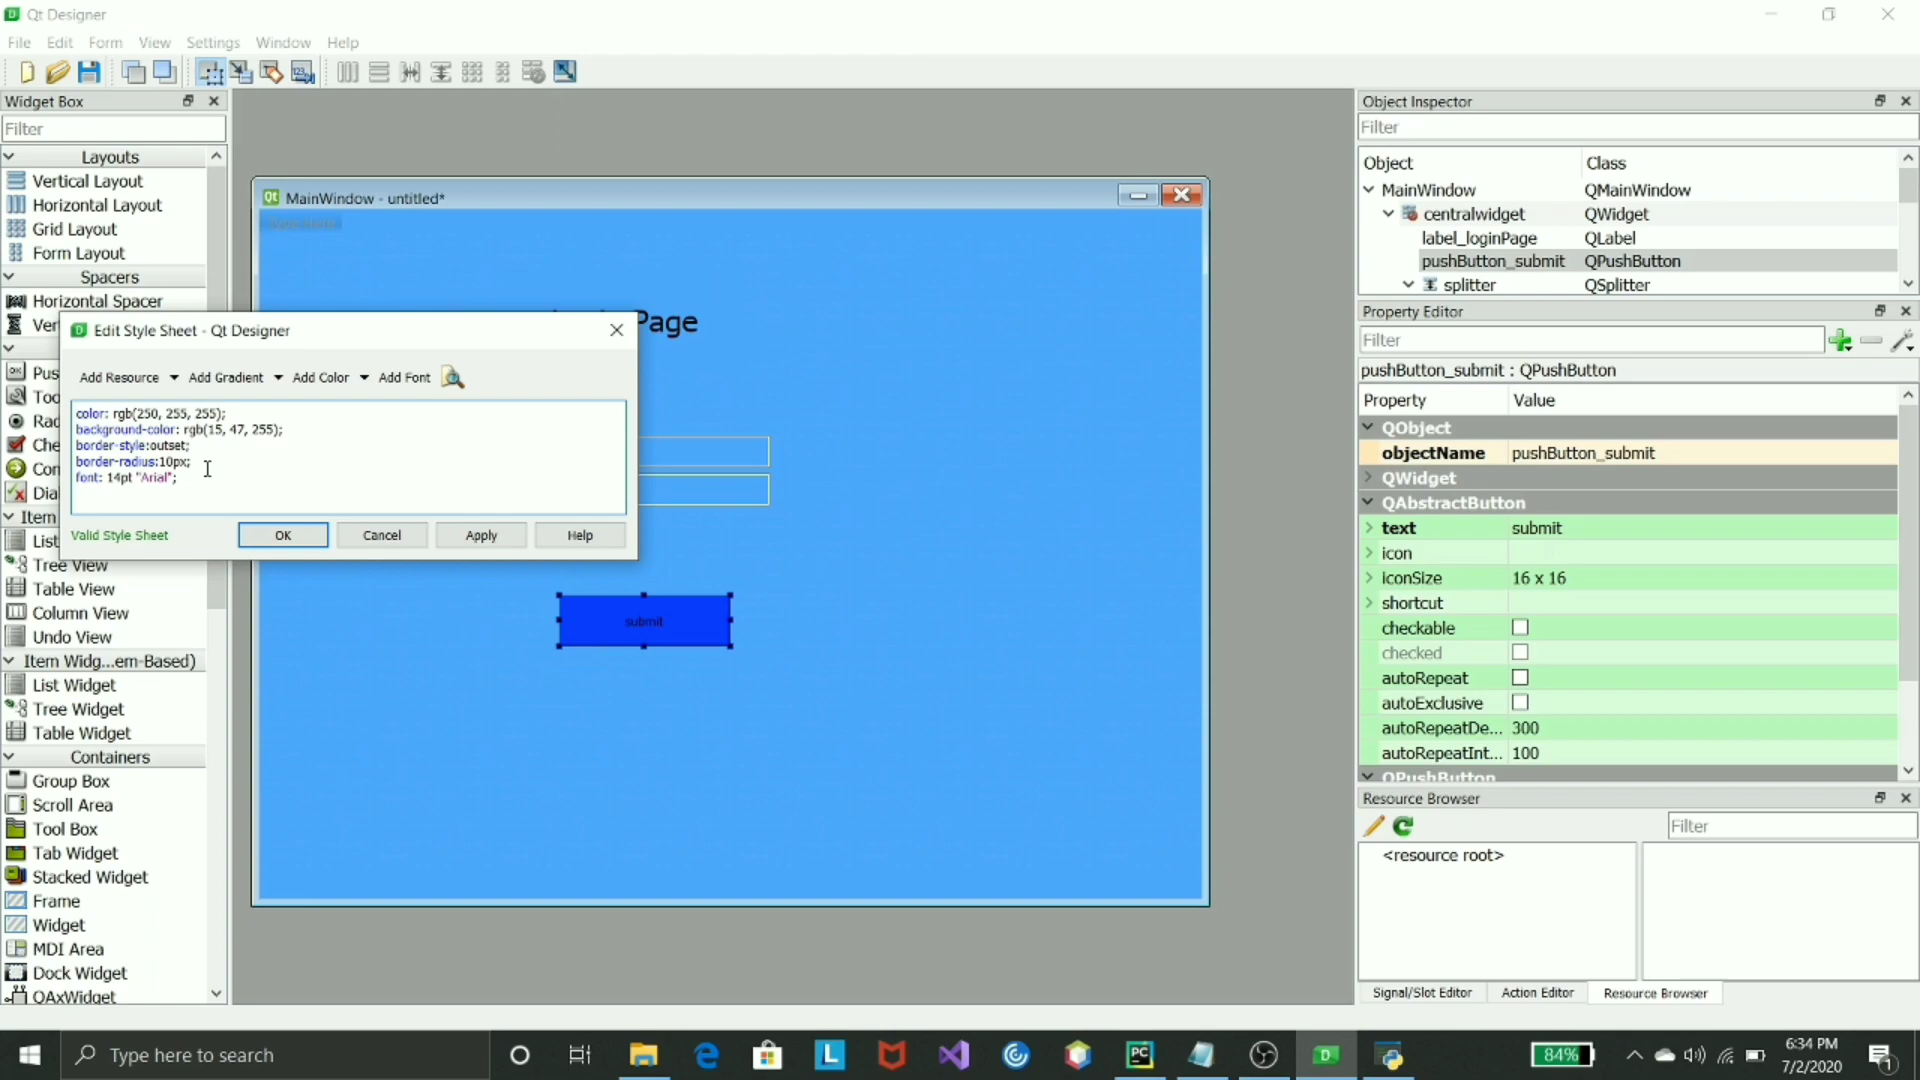 Qt Designer
File Edit Form View Settings Window Help
Widget Box
Filter
Layouts
Vertical Layout
Horizontal Layout
Grid Layout
Form Layout
Spacers
Horizontal Spacer
Item
Tree View
Table View
Column View
Undo View
Item Widg...em-Based)
List Widget
Tree Widget
Table Widget
Containers
Group Box
Scroll Area
Tool Box
Tab Widget
Stacked Widget
Frame
Widget
MDI Area
Dock Widget
QAxWidget
MainWindow - untitled*
Page
submit
Edit Style Sheet - Qt Designer
Add Resource Add Gradient Add Color Add Font
color: rgb(250, 255, 255);
background-color: rgb(15, 47, 255);
border-style:outset;
border-radius:10px;
font: 14pt "Arial";
Valid Style Sheet
OK Cancel Apply Help
Object Inspector
Filter
Object Class
MainWindow QMainWindow
centralwidget QWidget
label_loginPage QLabel
pushButton_submit QPushButton
splitter QSplitter
Property Editor
Filter
pushButton_submit : QPushButton
Property Value
QObject
objectName pushButton_submit
QWidget
QAbstractButton
text submit
icon
iconSize 16 x 16
shortcut
checkable
checked
autoRepeat
autoExclusive
autoRepeatDe... 300
autoRepeatInt... 100
QPushButton
Resource Browser
Filter
<resource root>
Signal/Slot Editor Action Editor Resource Browser
Type here to search
84%
6:34 PM
7/2/2020